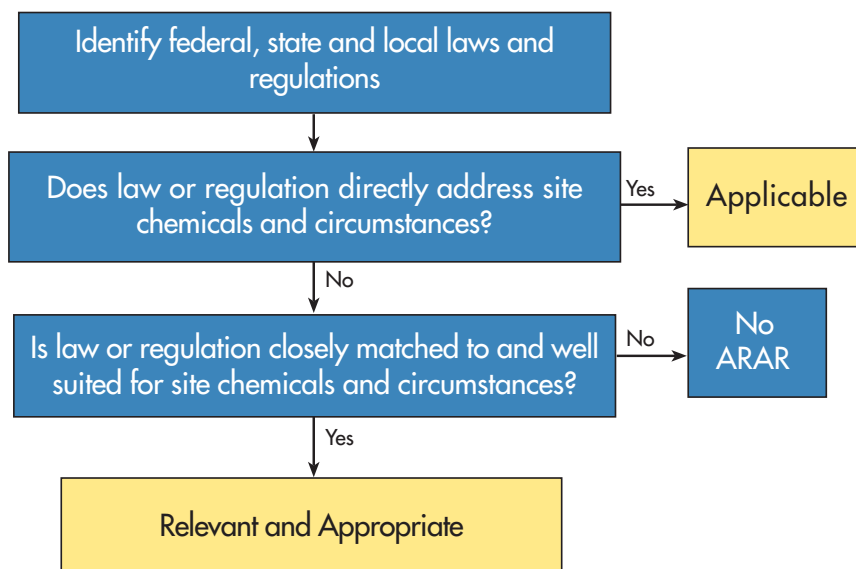 Identify federal, state and local laws and
regulations
Does law or regulation directly address site
chemicals and circumstances?
Yes
Applicable
No
Is law or regulation closely matched to and well
suited for site chemicals and circumstances?
No
No
ARAR
Yes
Relevant and Appropriate